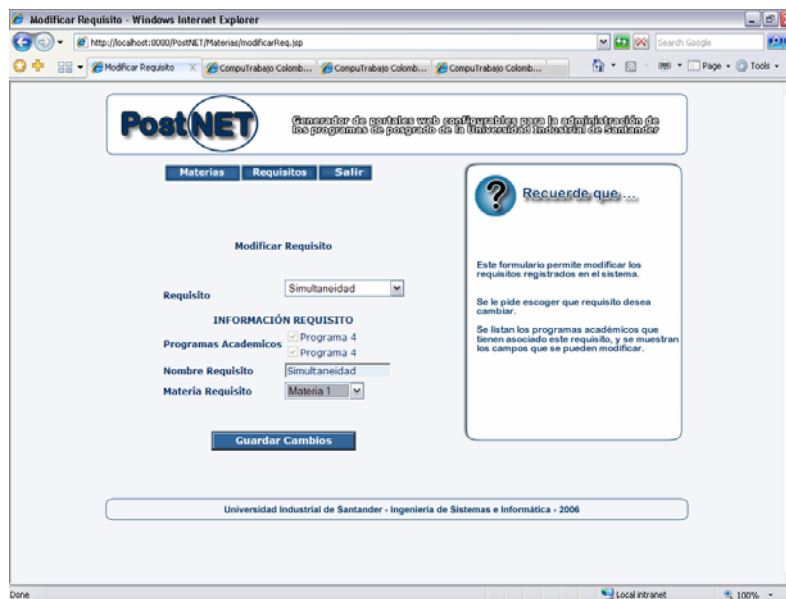 Modificar Requisito - Windows Internet Explorer
http://localhost:8080/PostNET/Materias/modificarReq.jsp
Search Google
Modificar Requisito
CompuTrabajo Colomb...
CompuTrabajo Colomb...
CompuTrabajo Colomb...
Page
Tools
PostNET
Generador de portales web configurables para la administración de
los programas de posgrado de la Universidad Industrial de Santander
Materias
Requisitos
Salir
Recuerde que ...
Modificar Requisito
Este formulario permite modificar los
requisitos registrados en el sistema.
Requisito
Simultaneidad
Se le pide escoger que requisito desea
cambiar.
INFORMACIÓN REQUISITO
Se listan los programas académicos que
tienen asociado este requisito, y se muestran
los campos que se pueden modificar.
Programas Academicos
Programa 4
Programa 4
Nombre Requisito
Simultaneidad
Materia Requisito
Materia 1
Guardar Cambios
Universidad Industrial de Santander - Ingeniería de Sistemas e Informática - 2006
Done
Local intranet
100%